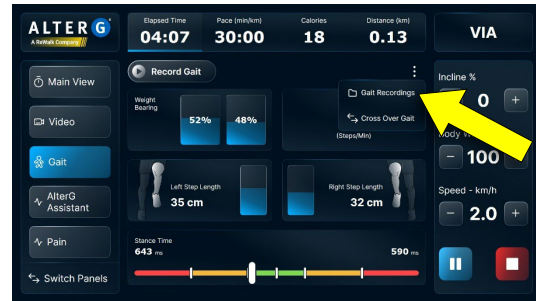 ALTER G
A ReWalk Company
Elapsed Time
04:07
Pace (min/km)
30:00
Calories
18
Distance (km)
0.13
VIA
Main View
Video
Gait
AlterG
Assistant
Pain
Switch Panels
Record Gait
Gait Recordings
Cross Over Gait
Weight
Bearing
52%
48%
(Steps/Min)
Left Step Length
35 cm
Right Step Length
32 cm
Stance Time
643 ms
590 ms
Incline %
0 +
Body W
- 100
Speed - km/h
- 2.0 +